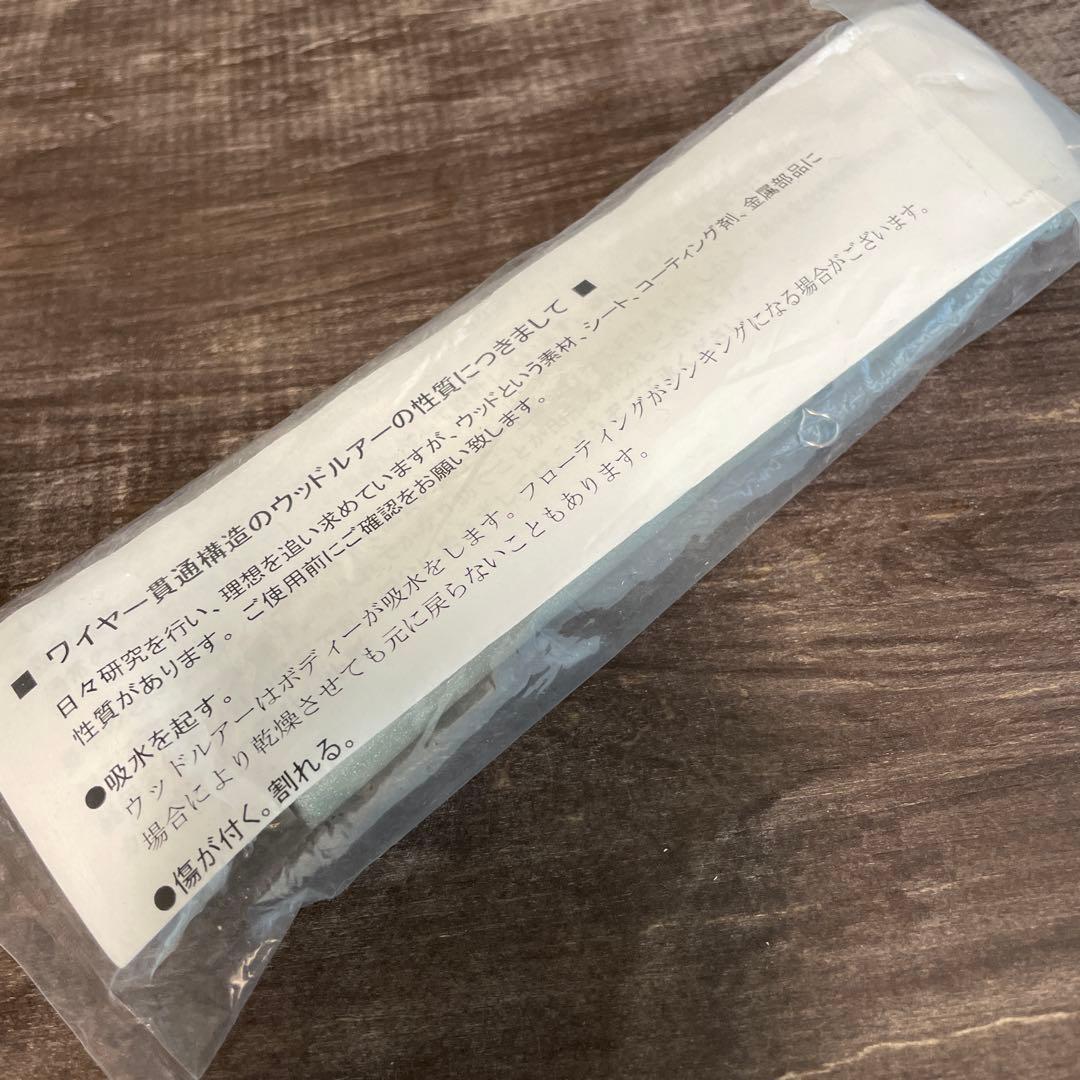 ■ ワイヤー貫通構造のウッドルアーの性質につきまして ■
日々研究を行い、理想を追い求めていますが、ウッドという素材、シート、コーティング剤、金属部品に
性質があります。ご使用前にご確認をお願い致します。
●吸水を起す。
ウッドルアーはボディーが吸水をします。フローティングがシンキングになる場合がございます。
場合により乾燥させても元に戻らないこともあります。
●傷が付く。割れる。